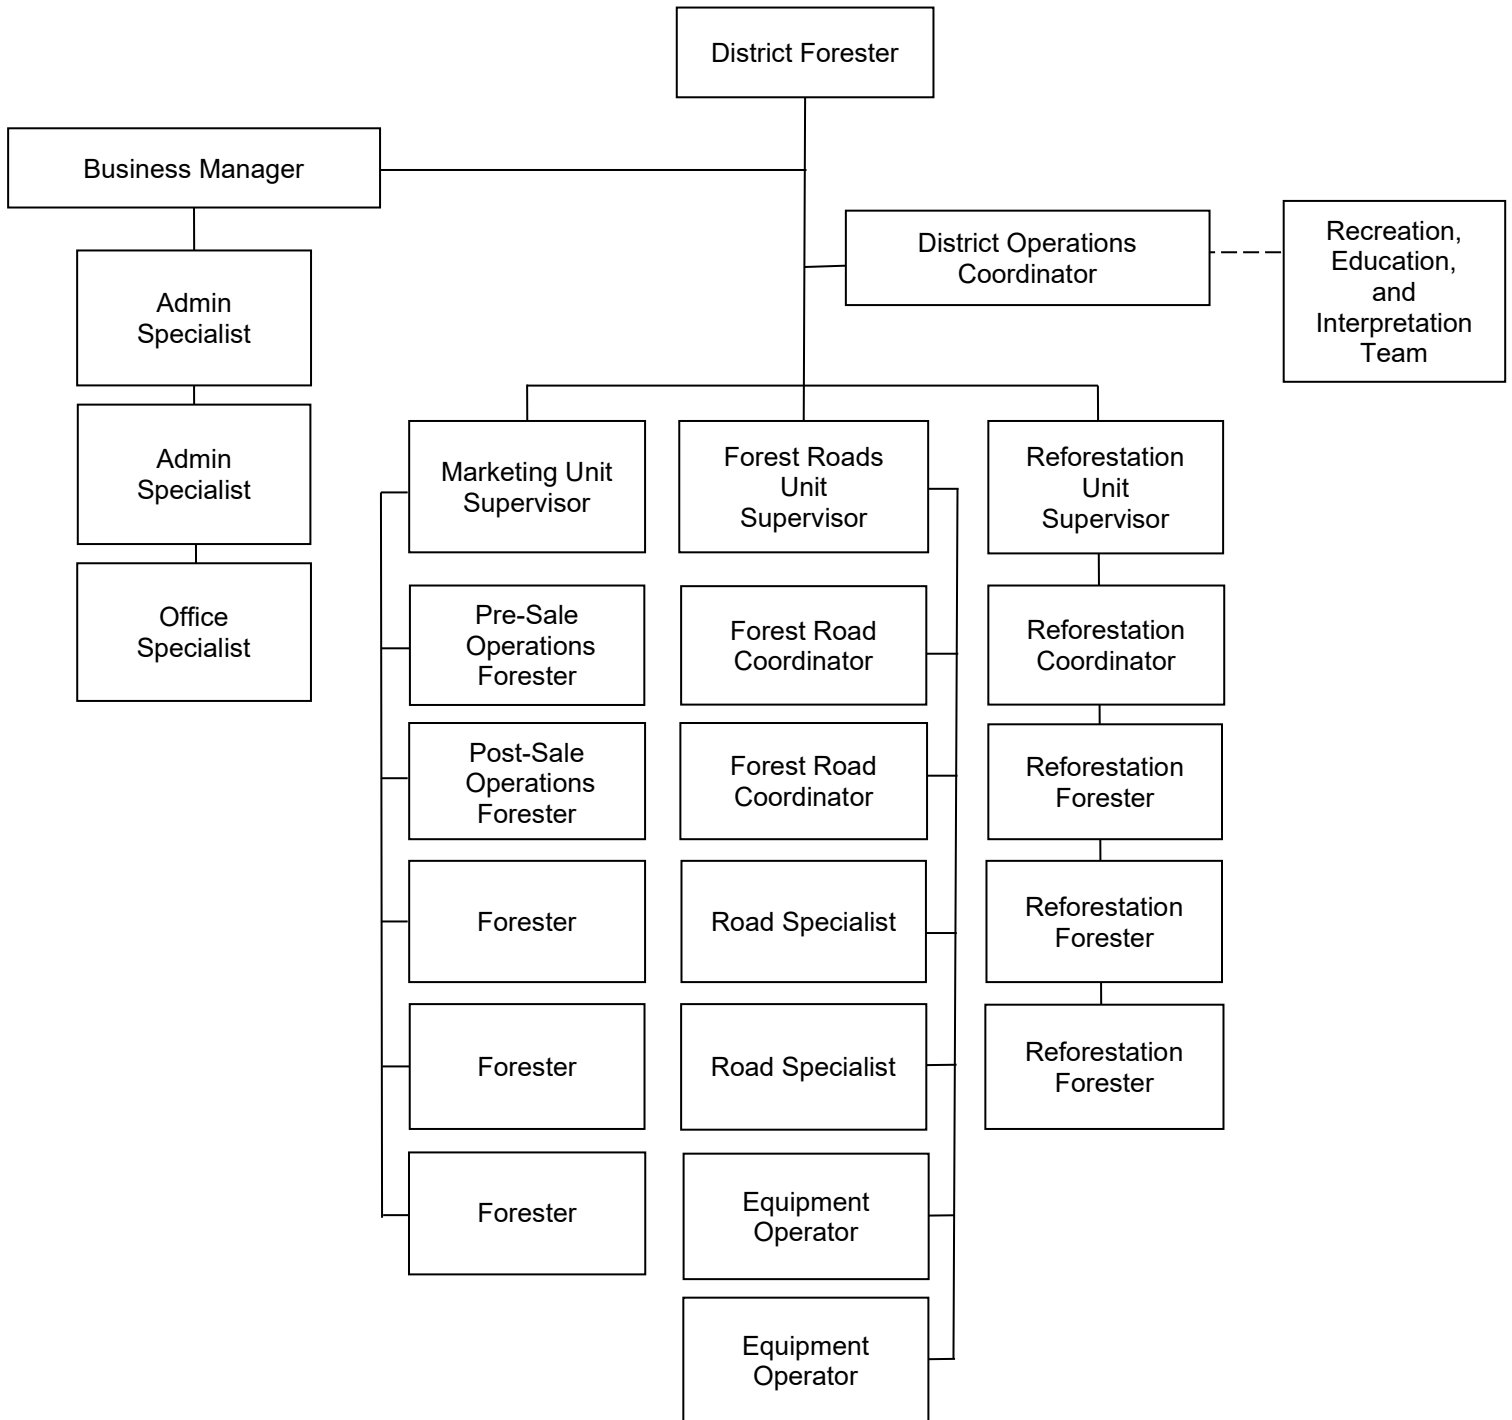 District Forester
Business Manager
District Operations
Coordinator
Recreation,
Education,
and
Interpretation
Team
Admin
Specialist
Admin
Specialist
Office
Specialist
Marketing Unit
Supervisor
Pre-Sale
Operations
Forester
Post-Sale
Operations
Forester
Forester
Forester
Forester
Forest Roads
Unit
Supervisor
Forest Road
Coordinator
Forest Road
Coordinator
Road Specialist
Road Specialist
Equipment
Operator
Equipment
Operator
Reforestation
Unit
Supervisor
Reforestation
Coordinator
Reforestation
Forester
Reforestation
Forester
Reforestation
Forester